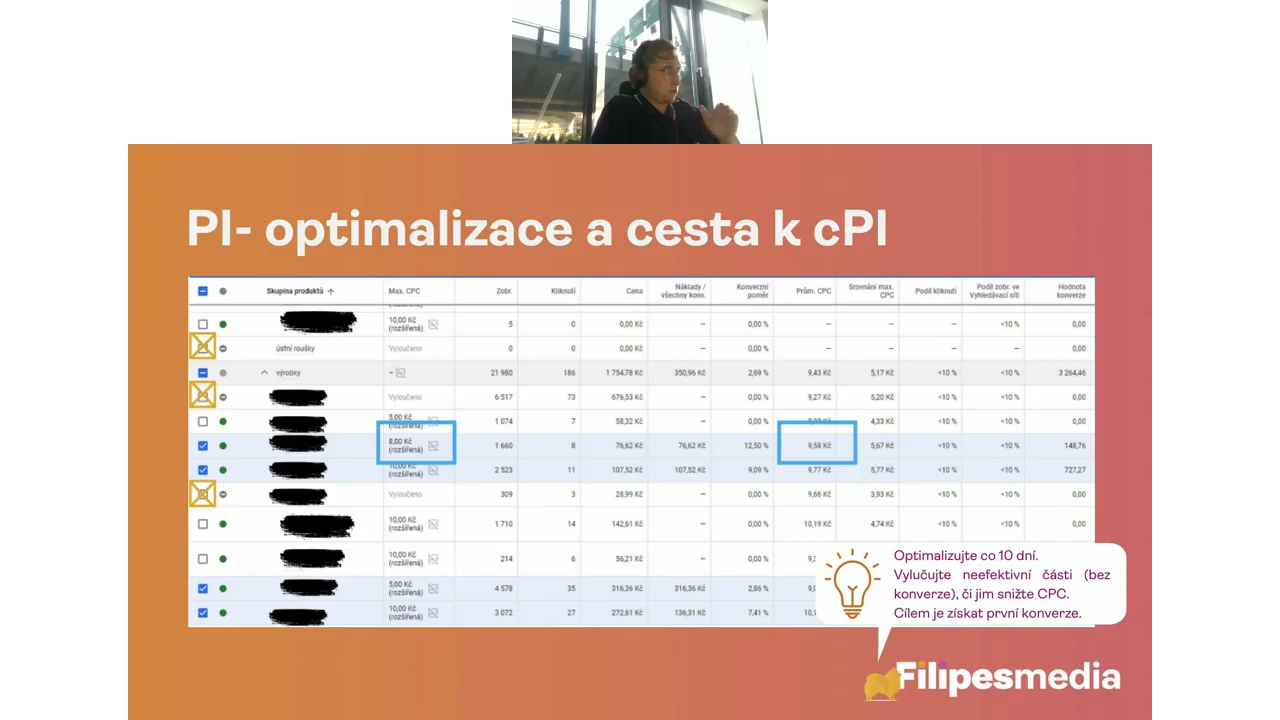 PI- optimalizace a cesta k cPI
Skupina produktů Max. CPC Zobr. Kliknutí Cena Náklady / všechny konv. Konverzní poměr Prům. CPC Srovnání max. CPC Podíl kliknutí Podíl zobr. ve Vyhledávací síti Hodnota konverze
10,00 Kč (rozšířená) 5 0 0,00 Kč – 0,00 % – – – <10 % 0,00
ústní roušky Vyloučeno 0 0 0,00 Kč – 0,00 % – – – – 0,00
výrobky – 21 980 186 1 754,78 Kč 350,96 Kč 2,69 % 9,43 Kč 5,17 Kč <10 % <10 % 3 264,46
Vyloučeno 6 517 73 676,53 Kč – 0,00 % 9,27 Kč 5,20 Kč <10 % <10 % 0,00
5,00 Kč (rozšířená) 1 074 7 58,32 Kč – 0,00 % 4,33 Kč <10 % <10 % 0,00
8,00 Kč (rozšířená) 1 660 8 76,62 Kč 76,62 Kč 12,50 % 9,58 Kč 5,67 Kč <10 % <10 % 148,76
10,00 Kč (rozšířená) 2 523 11 107,52 Kč 107,52 Kč 9,09 % 9,77 Kč 5,77 Kč <10 % <10 % 727,27
Vyloučeno 309 3 28,99 Kč – 0,00 % 9,66 Kč 3,93 Kč <10 % <10 % 0,00
10,00 Kč (rozšířená) 1 710 14 142,61 Kč – 0,00 % 10,19 Kč 4,74 Kč <10 % <10 % 0,00
10,00 Kč (rozšířená) 214 6 56,21 Kč – 0,00 %
5,00 Kč (rozšířená) 4 578 35 316,36 Kč 316,36 Kč 2,86 %
10,00 Kč (rozšířená) 3 072 27 272,61 Kč 136,31 Kč 7,41 %
Optimalizujte co 10 dní.
Vylučujte neefektivní části (bez
konverze), či jim snižte CPC.
Cílem je získat první konverze.
Filipesmedia